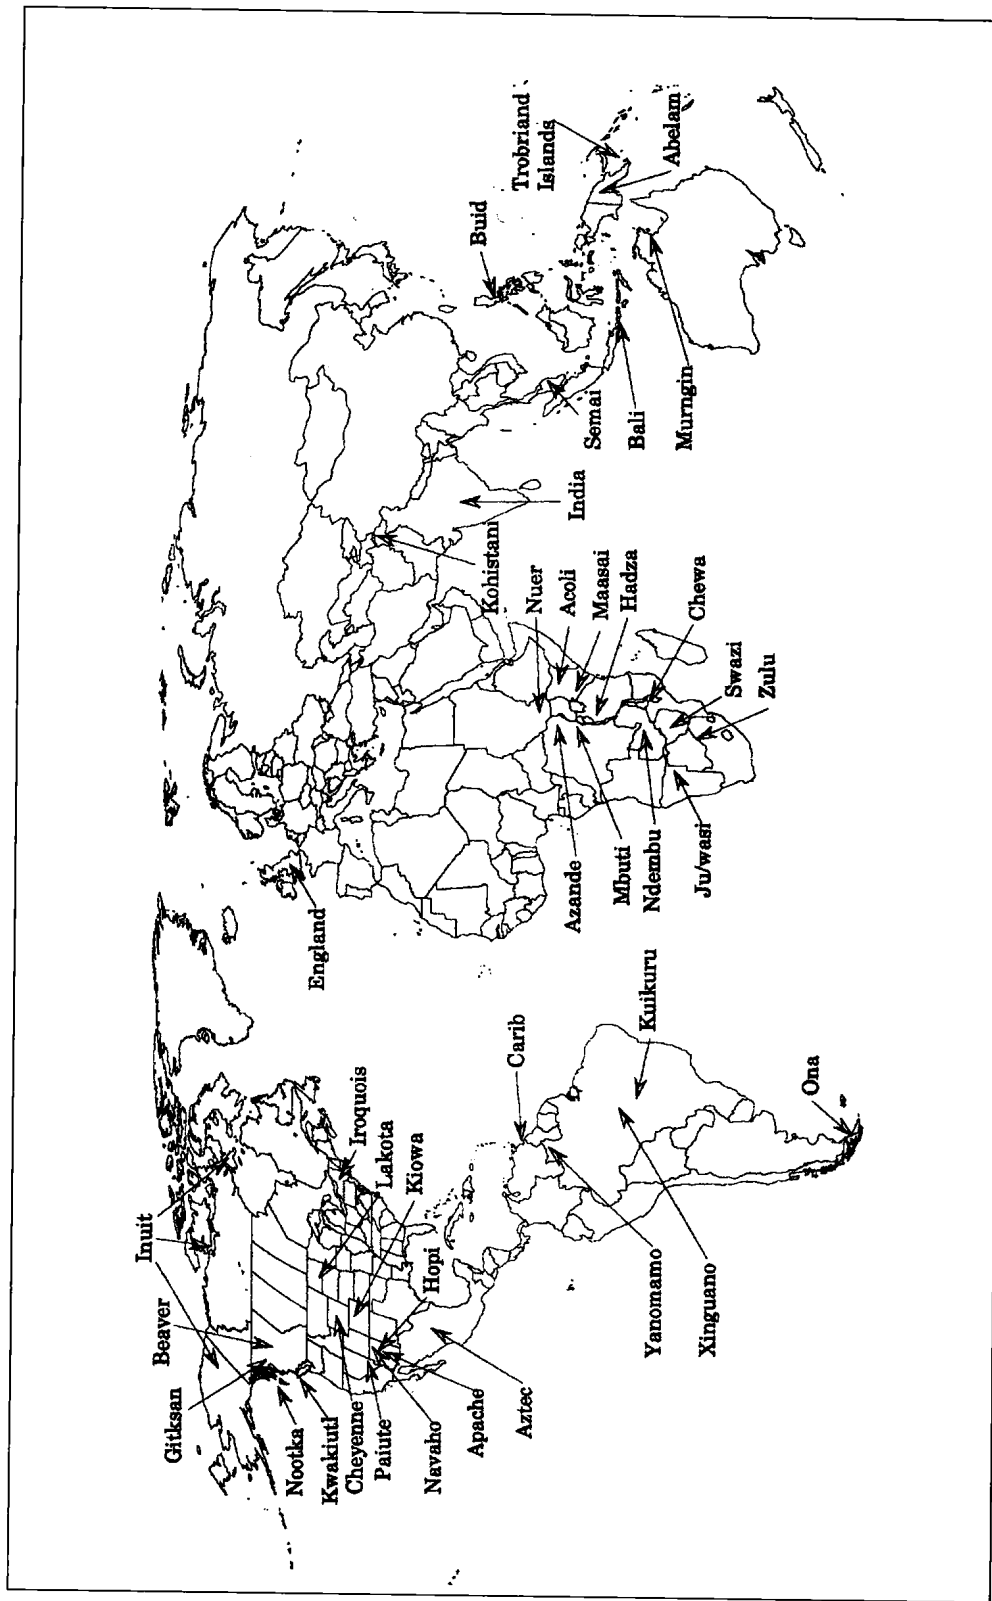 Inuit
Gitksan
Beaver
Nootka
Kwakiutl
Cheyenne
Paiute
Navaho
Apache
Aztec
Hopi
Kiowa
Lakota
Iroquois
Carib
Yanomamo
Xinguano
Kuikuru
Ona
England
Azande
Mbuti
Ndembu
Ju/wasi
Nuer
Acoli
Maasai
Hadza
Chewa
Swazi
Zulu
Kohistani
India
Semai
Bali
Murngin
Buid
Trobriand
Islands
Abelam